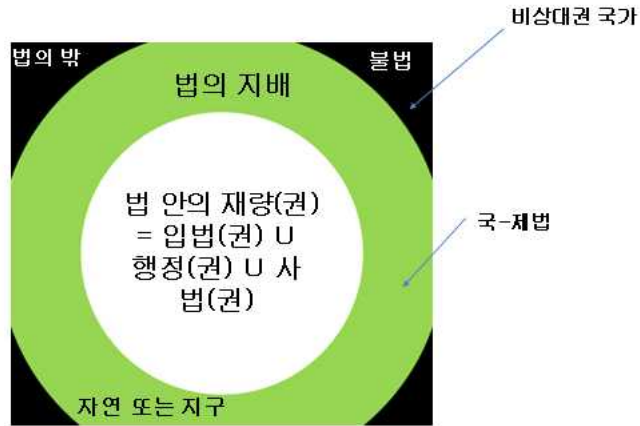 비상대권 국가
법의 밖
불법
법의 지배
법 안의 재량(권)
= 입법(권) U
행정(권) U 사
법(권)
국-제법
자연 또는 지구